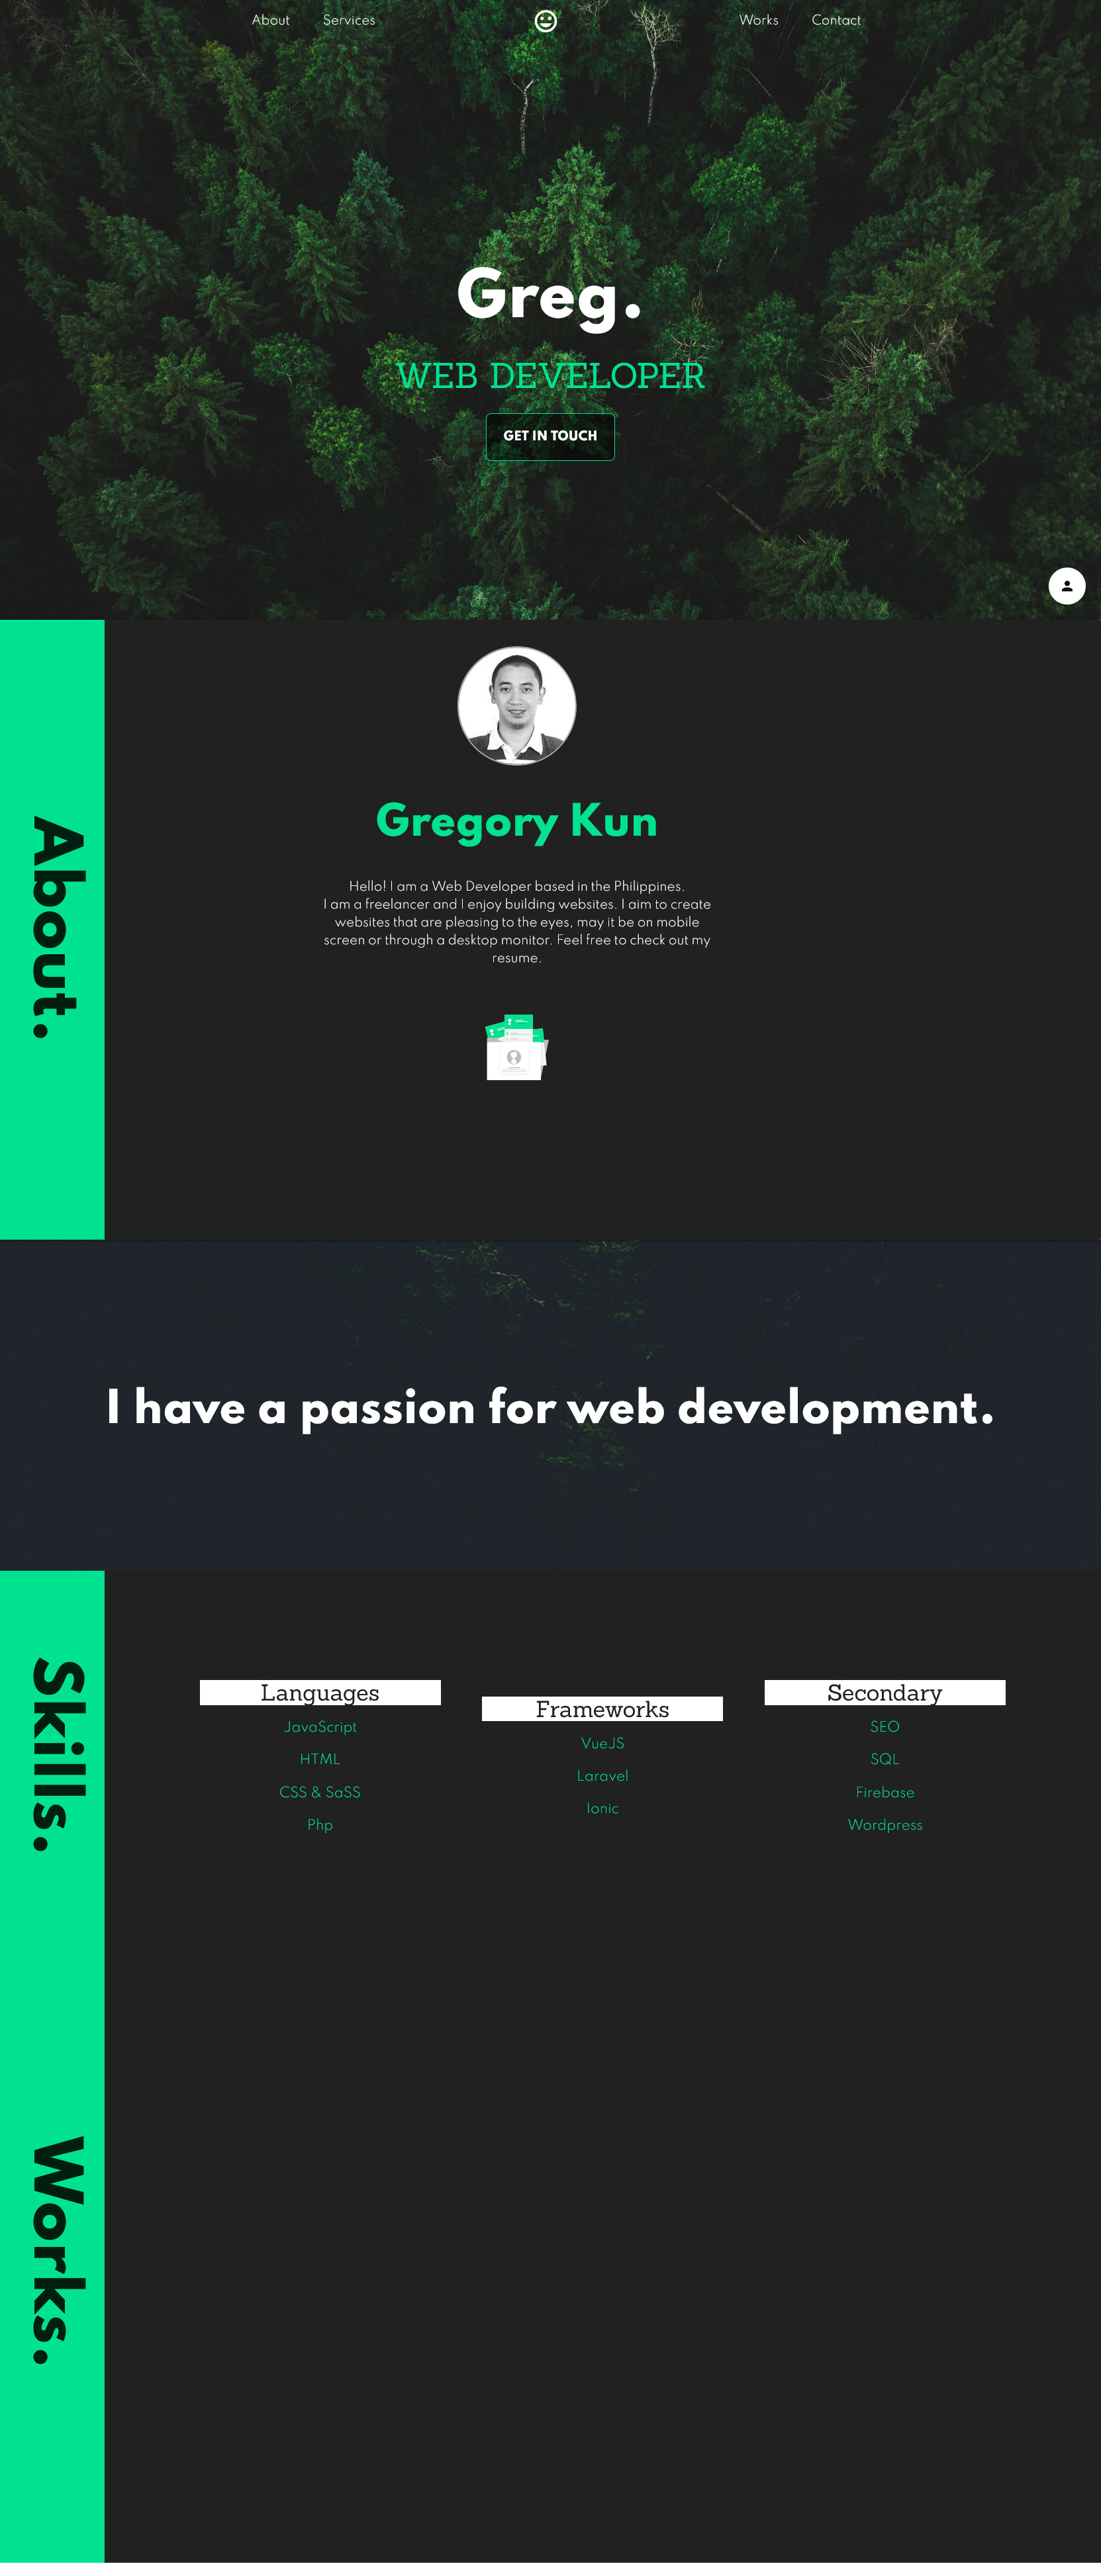 About
Services
Works
Contact
Greg.
WEB DEVELOPER
GET IN TOUCH
About.
Gregory Kun
Hello! I am a Web Developer based in the Philippines.
I am a freelancer and I enjoy building websites. I aim to create
websites that are pleasing to the eyes, may it be on mobile
screen or through a desktop monitor. Feel free to check out my
resume.
I have a passion for web development.
Skills.
Languages
JavaScript
HTML
CSS & SaSS
Php
Frameworks
VueJS
Laravel
Ionic
Secondary
SEO
SQL
Firebase
Wordpress
Works.